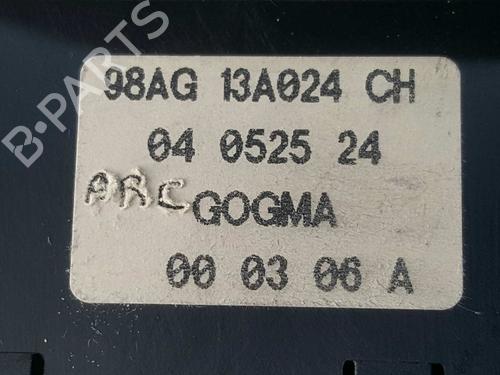 B-PARTS
98AG 13A024 CH
04 0525 24
ARC GOGMA
00 03 06 A